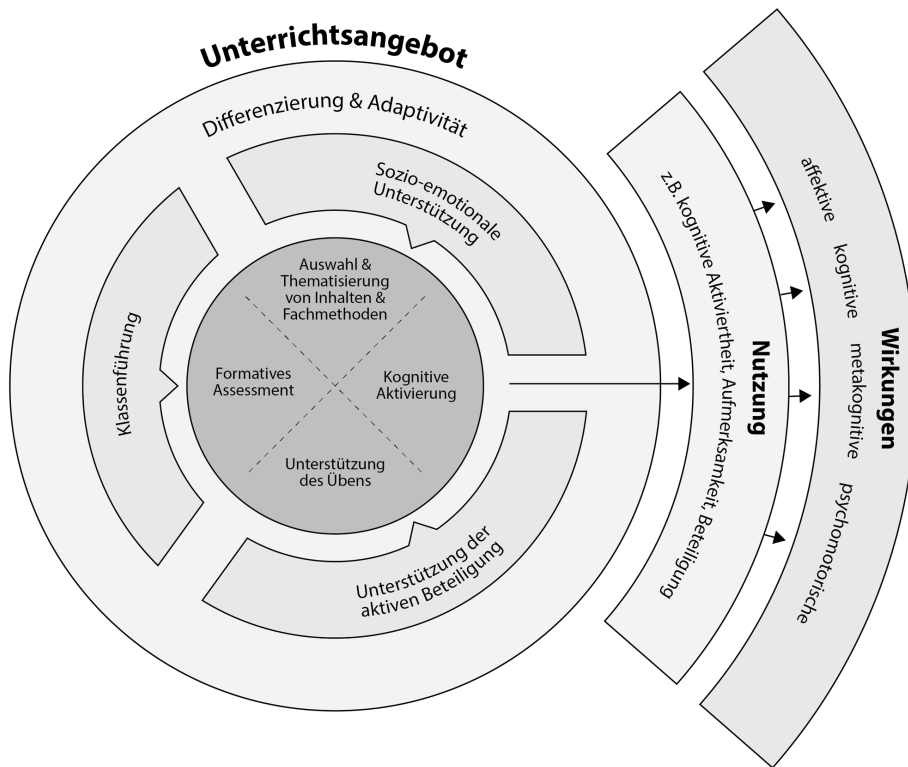 Unterrichtsangebot
Differenzierung & Adaptivität
Sozio-emotionale
Unterstützung
Klassenführung
Auswahl &
Thematisierung
von Inhalten &
Fachmethoden
Formatives
Assessment
Kognitive
Aktivierung
Unterstützung
des Übens
Unterstützung der
aktiven Beteiligung
z.B. kognitive Aktiviertheit, Aufmerksamkeit, Beteiligung
Nutzung
affektive kognitive metakognitive psychomotorische
Wirkungen